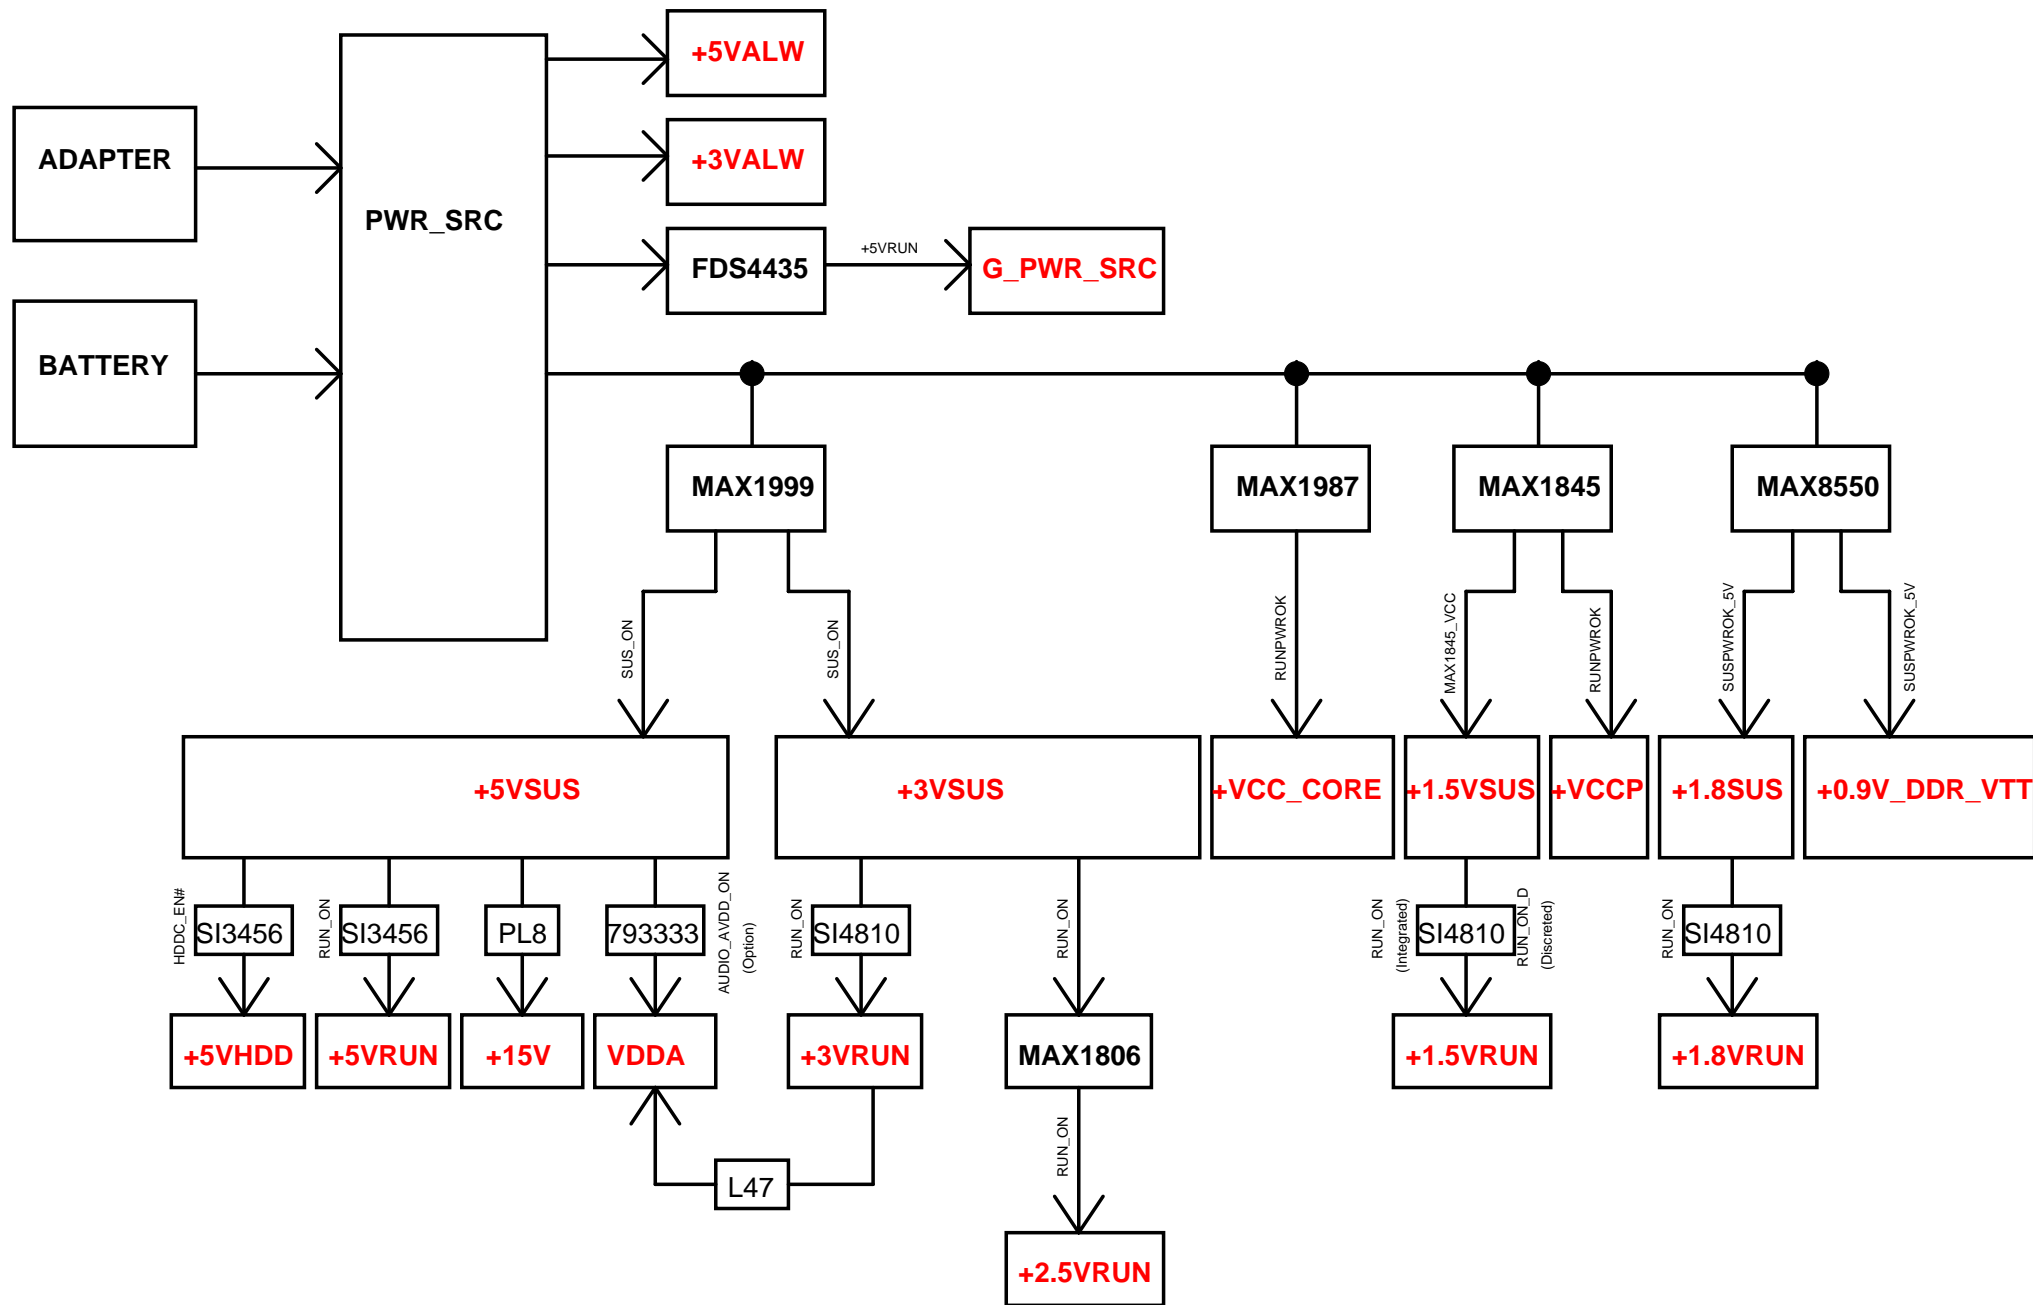 +5VALW
ADAPTER
+3VALW
PWR_SRC
FDS4435
+5VRUN
G_PWR_SRC
BATTERY
MAX1999
MAX1987
MAX1845
MAX8550
SUS_ON
SUS_ON
RUNPWROK
MAX1845_VCC
RUNPWROK
SUSPWROK_5V
SUSPWROK_5V
+5VSUS
+3VSUS
+VCC_CORE
+1.5VSUS
+VCCP
+1.8SUS
+0.9V_DDR_VTT
HDDC_EN#
SI3456
RUN_ON
SI3456
PL8
793333
AUDIO_AVDD_ON
(Option)
RUN_ON
SI4810
RUN_ON
RUN_ON
(Integrated)
SI4810
RUN_ON_D
(Discreted)
RUN_ON
SI4810
+5VHDD
+5VRUN
+15V
VDDA
+3VRUN
MAX1806
+1.5VRUN
+1.8VRUN
RUN_ON
L47
+2.5VRUN